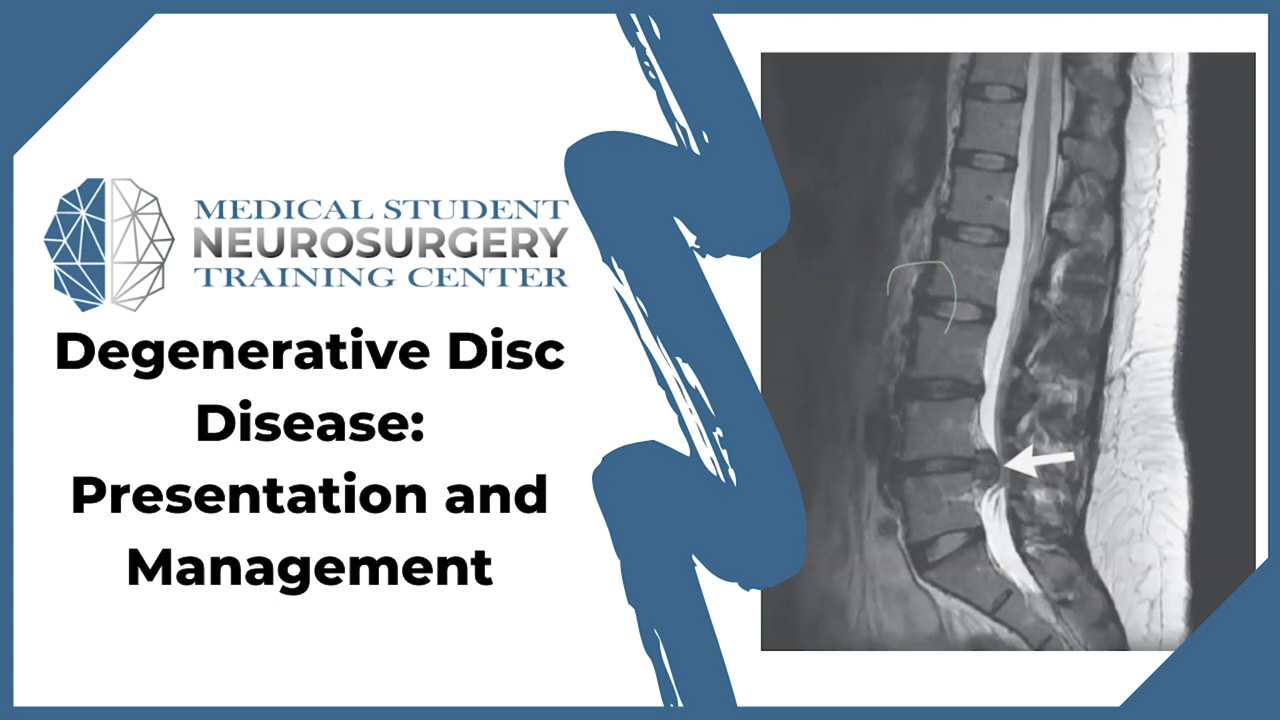 MEDICAL STUDENT
NEUROSURGERY
TRAINING CENTER
Degenerative Disc
Disease:
Presentation and
Management